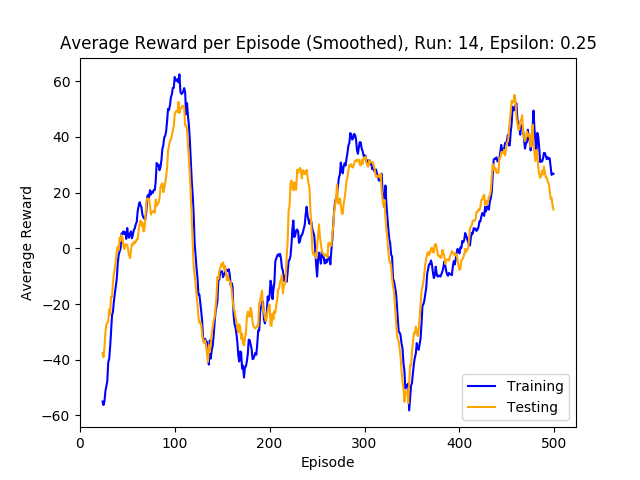 Average Reward per Episode (Smoothed), Run: 14, Epsilon: 0.25
60
40
20
0
−20
−40
−60
Average Reward
0 100 200 300 400 500
Episode
Training
Testing